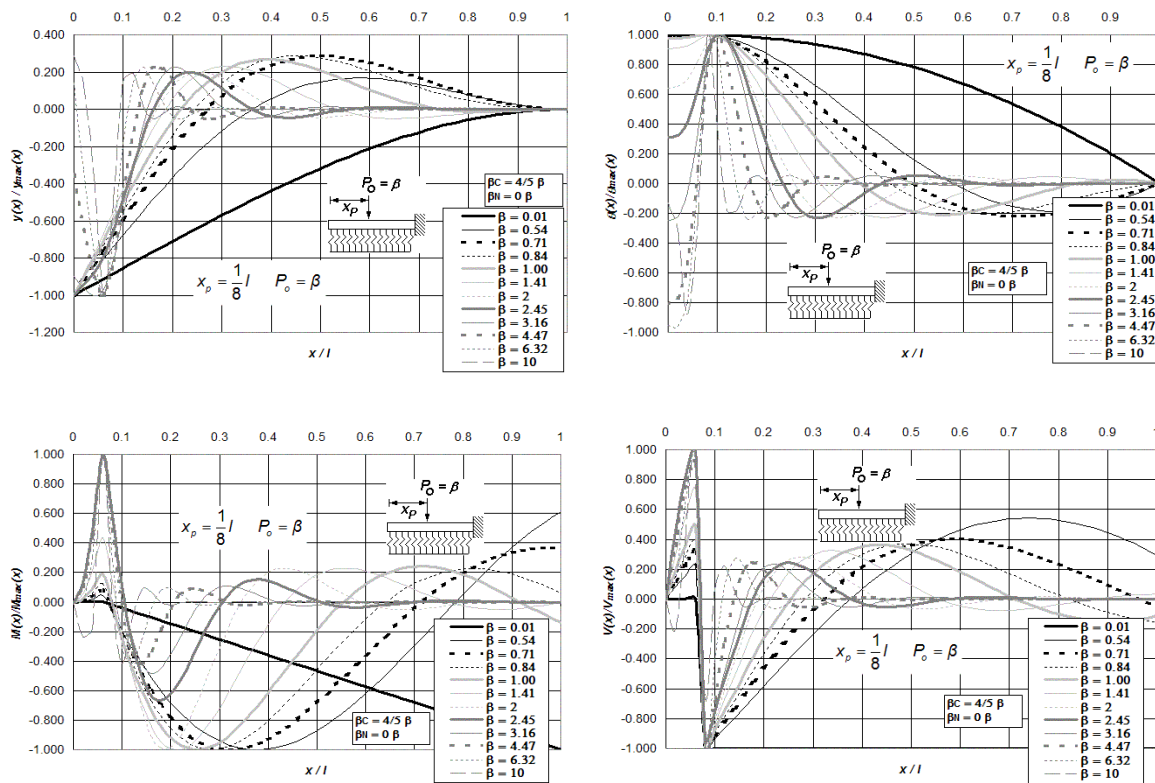 0 0.1 0.2 0.3 0.4 0.5 0.6 0.7 0.8 0.9 1
0.400
0.200
0.000
-0.200
-0.400
-0.600
-0.800
-1.000
-1.200
y(x) / ymax(x)
x / l
Po = β
xP
xp = 1/8 l Po = β
βC = 4/5 β
βN = 0 β
β = 0.01
β = 0.54
β = 0.71
β = 0.84
β = 1.00
β = 1.41
β = 2
β = 2.45
β = 3.16
β = 4.47
β = 6.32
β = 10
0 0.1 0.2 0.3 0.4 0.5 0.6 0.7 0.8 0.9
1.000
0.800
0.600
0.400
0.200
0.000
-0.200
-0.400
-0.600
-0.800
-1.000
x / l
xp = 1/8 l Po = β
Po = β
xP
βC = 4/5 β
βN = 0 β
β = 0.01
β = 0.54
β = 0.71
β = 0.84
β = 1.00
β = 1.41
β = 2
β = 2.45
β = 3.16
β = 4.47
β = 6.32
β = 10
0 0.1 0.2 0.3 0.4 0.5 0.6 0.7 0.8 0.9 1
1.000
0.800
0.600
0.400
0.200
0.000
-0.200
-0.400
-0.600
-0.800
-1.000
M(x)/Mmax(x)
x / l
Po = β
xP
xp = 1/8 l Po = β
βC = 4/5 β
βN = 0 β
β = 0.01
β = 0.54
β = 0.71
β = 0.84
β = 1.00
β = 1.41
β = 2
β = 2.45
β = 3.16
β = 4.47
β = 6.32
β = 10
0 0.1 0.2 0.3 0.4 0.5 0.6 0.7 0.8 0.9 1
1.000
0.800
0.600
0.400
0.200
0.000
-0.200
-0.400
-0.600
-0.800
-1.000
V(x)/Vmax(x)
x / l
Po = β
xP
xp = 1/8 l Po = β
βC = 4/5 β
βN = 0 β
β = 0.01
β = 0.54
β = 0.71
β = 0.84
β = 1.00
β = 1.41
β = 2
β = 2.45
β = 3.16
β = 4.47
β = 6.32
β = 10